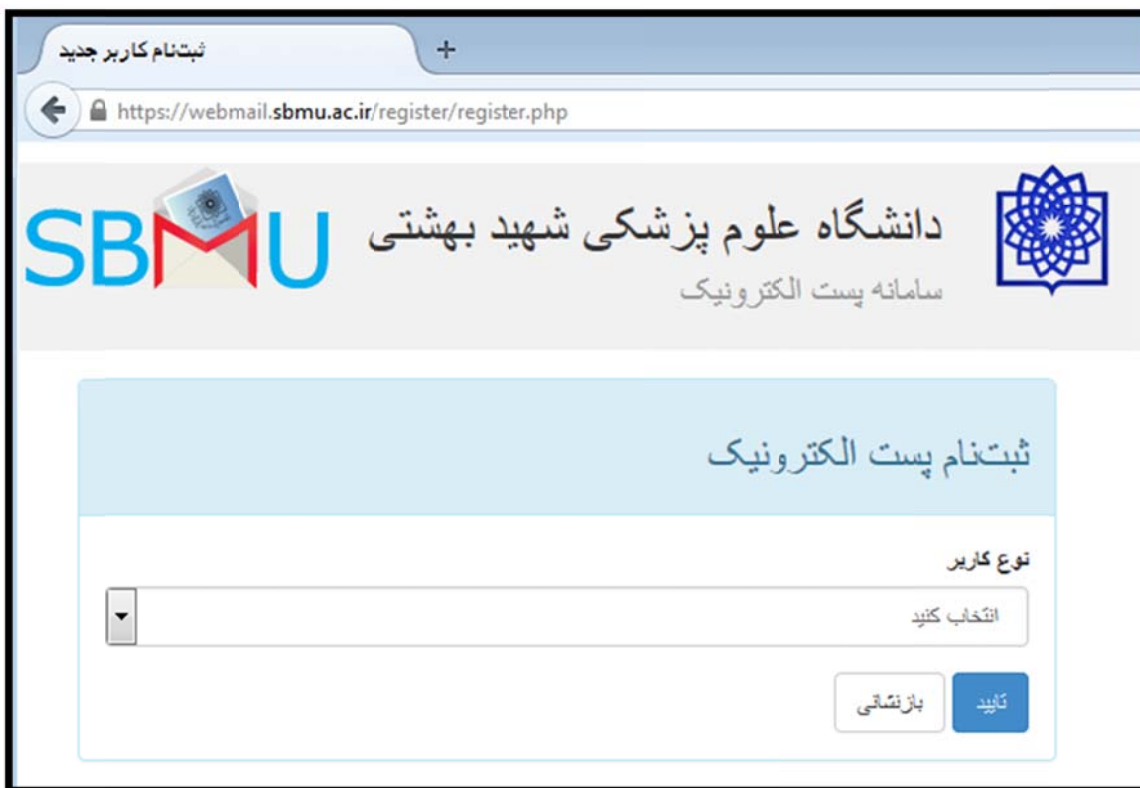 ثبت‌نام کاربر جدید
+
https://webmail.sbmu.ac.ir/register/register.php
دانشگاه علوم پزشکی شهید بهشتی
SBMU
سامانه پست الکترونیک
ثبت‌نام پست الکترونیک
نوع کاربر
انتخاب کنید
تایید
بازنشانی